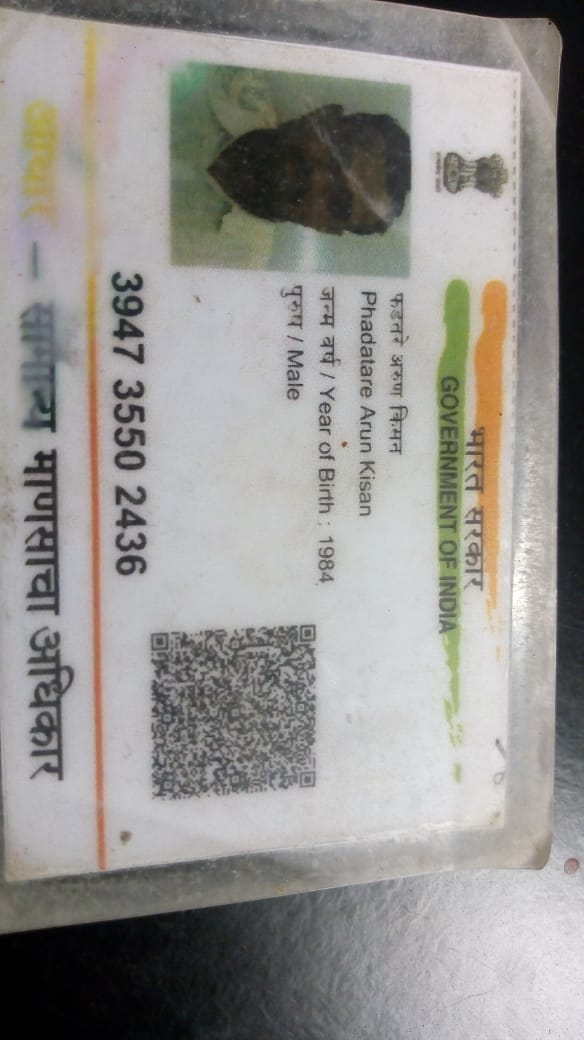 भारत सरकार
GOVERNMENT OF INDIA
फडतरे अरुण किमन
Phadatare Arun Kisan
जन्म वर्ष / Year of Birth : 1984
पुरुष / Male
3947 3550 2436
आधार – सामान्य माणसाचा अधिकार